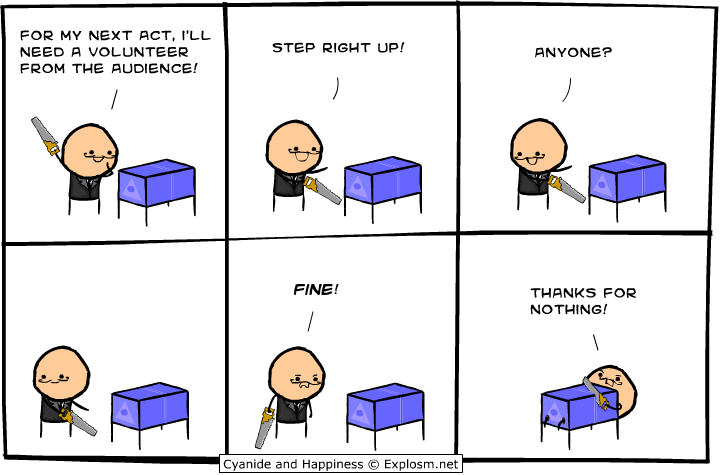 FOR MY NEXT ACT, I'LL
NEED A VOLUNTEER
FROM THE AUDIENCE!
STEP RIGHT UP!
ANYONE?
FINE!
THANKS FOR
NOTHING!
Cyanide and Happiness © Explosm.net